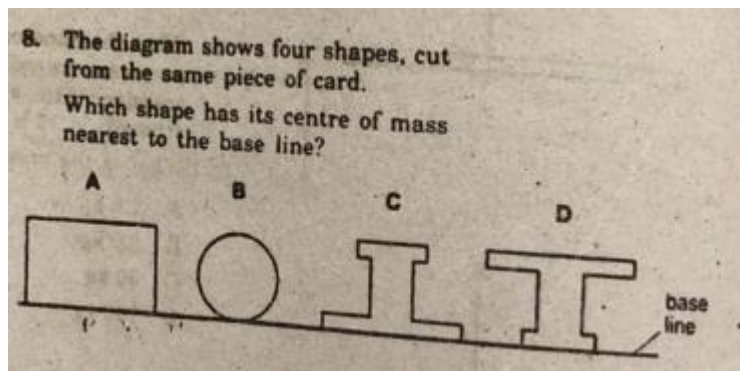 8. The diagram shows four shapes, cut
from the same piece of card.
Which shape has its centre of mass
nearest to the base line?
A B C D
base
line